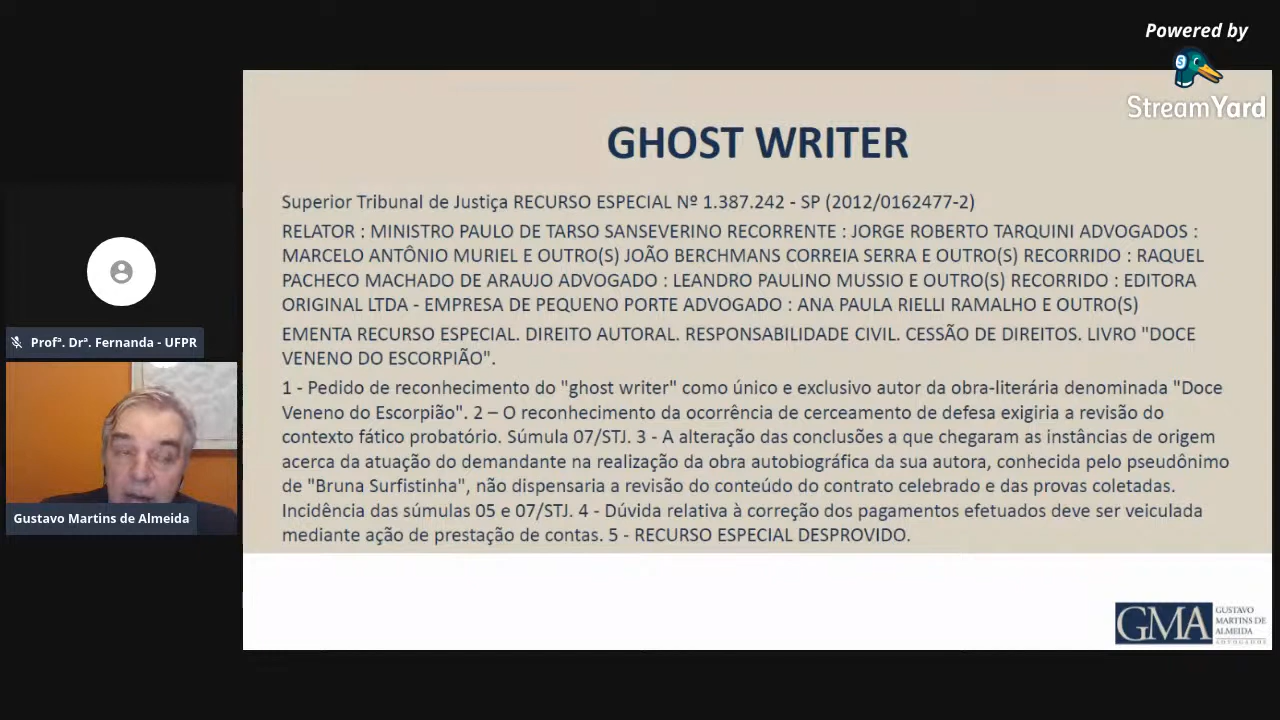 Powered by
StreamYard
GHOST WRITER
Superior Tribunal de Justiça RECURSO ESPECIAL Nº 1.387.242 - SP (2012/0162477-2)
RELATOR : MINISTRO PAULO DE TARSO SANSEVERINO RECORRENTE : JORGE ROBERTO TARQUINI ADVOGADOS :
MARCELO ANTÔNIO MURIEL E OUTRO(S) JOÃO BERCHMANS CORREIA SERRA E OUTRO(S) RECORRIDO : RAQUEL
PACHECO MACHADO DE ARAUJO ADVOGADO : LEANDRO PAULINO MUSSIO E OUTRO(S) RECORRIDO : EDITORA
ORIGINAL LTDA - EMPRESA DE PEQUENO PORTE ADVOGADO : ANA PAULA RIELLI RAMALHO E OUTRO(S)
EMENTA RECURSO ESPECIAL. DIREITO AUTORAL. RESPONSABILIDADE CIVIL. CESSÃO DE DIREITOS. LIVRO "DOCE
VENENO DO ESCORPIÃO".
1 - Pedido de reconhecimento do "ghost writer" como único e exclusivo autor da obra-literária denominada "Doce
Veneno do Escorpião". 2 – O reconhecimento da ocorrência de cerceamento de defesa exigiria a revisão do
contexto fático probatório. Súmula 07/STJ. 3 - A alteração das conclusões a que chegaram as instâncias de origem
acerca da atuação do demandante na realização da obra autobiográfica da sua autora, conhecida pelo pseudônimo
de "Bruna Surfistinha", não dispensaria a revisão do conteúdo do contrato celebrado e das provas coletadas.
Incidência das súmulas 05 e 07/STJ. 4 - Dúvida relativa à correção dos pagamentos efetuados deve ser veiculada
mediante ação de prestação de contas. 5 - RECURSO ESPECIAL DESPROVIDO.
Profª. Drª. Fernanda - UFPR
Gustavo Martins de Almeida
GMA
GUSTAVO
MARTINS DE
ALMEIDA
ADVOGADOS